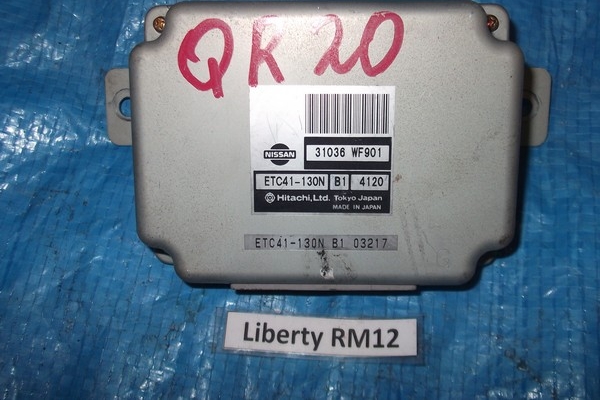 QR20
NISSAN
31036 WF901
ETC41-130N B1 4120
Hitachi,Ltd. Tokyo Japan
MADE IN JAPAN
ETC41-130N B1 03217
Liberty RM12